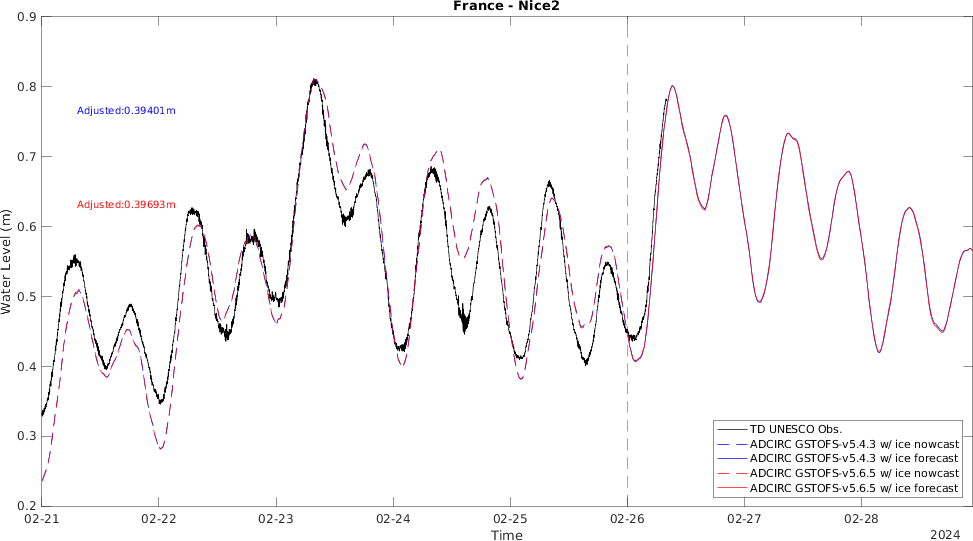 France - Nice2
0.9
0.8
0.7
0.6
0.5
0.4
0.3
0.2
Water Level (m)
Adjusted:0.39401m
Adjusted:0.39693m
TD UNESCO Obs.
ADCIRC GSTOFS-v5.4.3 w/ ice nowcast
ADCIRC GSTOFS-v5.4.3 w/ ice forecast
ADCIRC GSTOFS-v5.6.5 w/ ice nowcast
ADCIRC GSTOFS-v5.6.5 w/ ice forecast
02-21 02-22 02-23 02-24 02-25 02-26 02-27 02-28
Time
2024